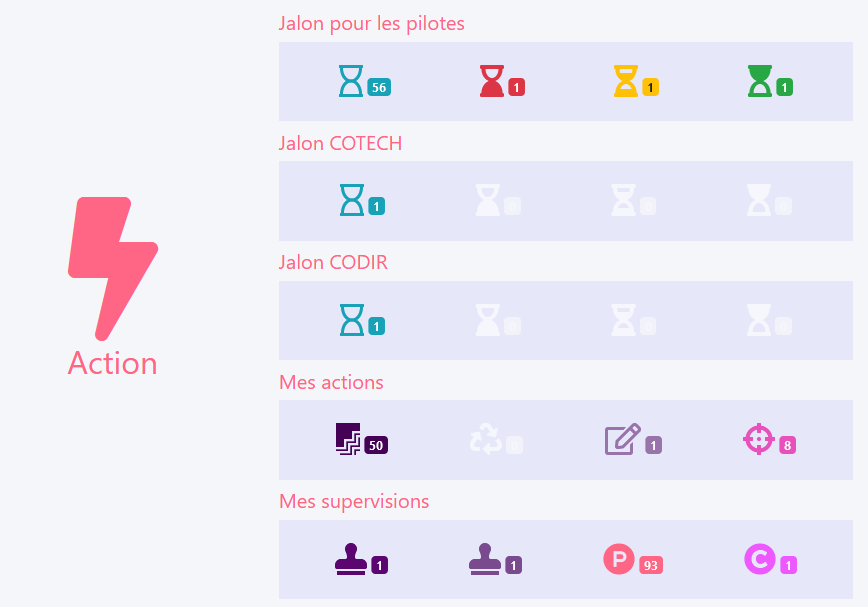 Jalon pour les pilotes
56 1 1 1
Jalon COTECH
1
Jalon CODIR
1
Action
Mes actions
50 1 8
Mes supervisions
1 1 P 93 C 1